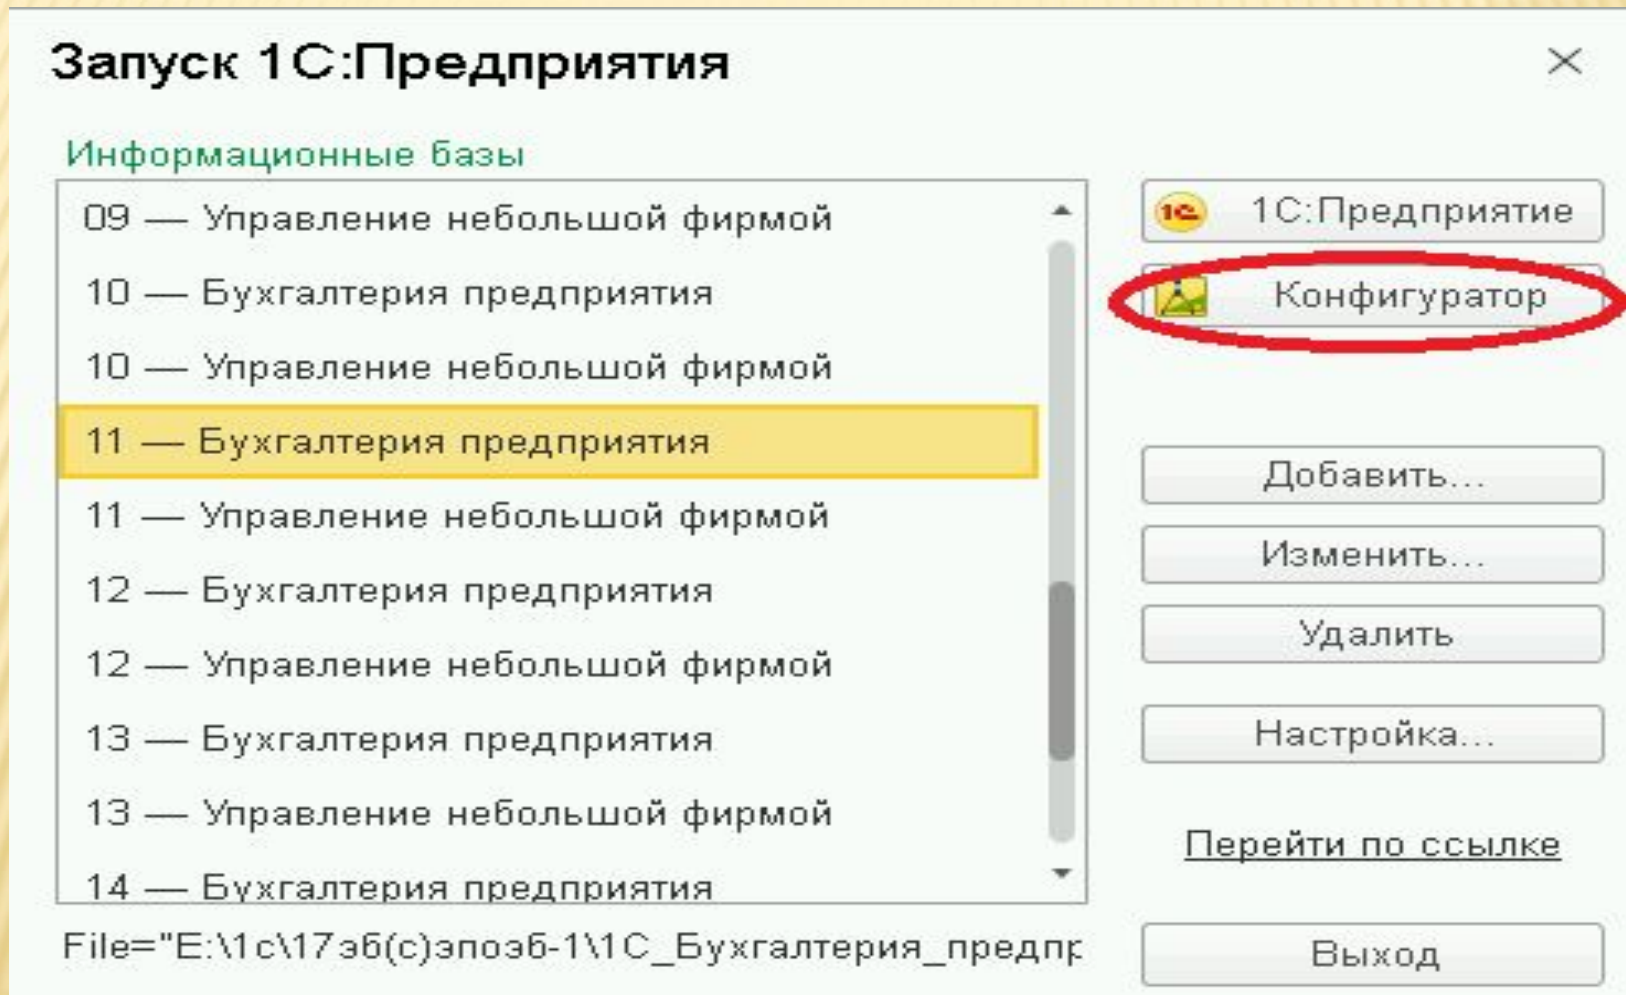 Запуск 1С:Предприятия
Информационные базы
09 — Управление небольшой фирмой
10 — Бухгалтерия предприятия
10 — Управление небольшой фирмой
11 — Бухгалтерия предприятия
11 — Управление небольшой фирмой
12 — Бухгалтерия предприятия
12 — Управление небольшой фирмой
13 — Бухгалтерия предприятия
13 — Управление небольшой фирмой
14 — Бухгалтерия предприятия
File="E:\1c\17эб(с)эпоэб-1\1С_Бухгалтерия_предпр
1С:Предприятие
Конфигуратор
Добавить...
Изменить...
Удалить
Настройка...
Перейти по ссылке
Выход